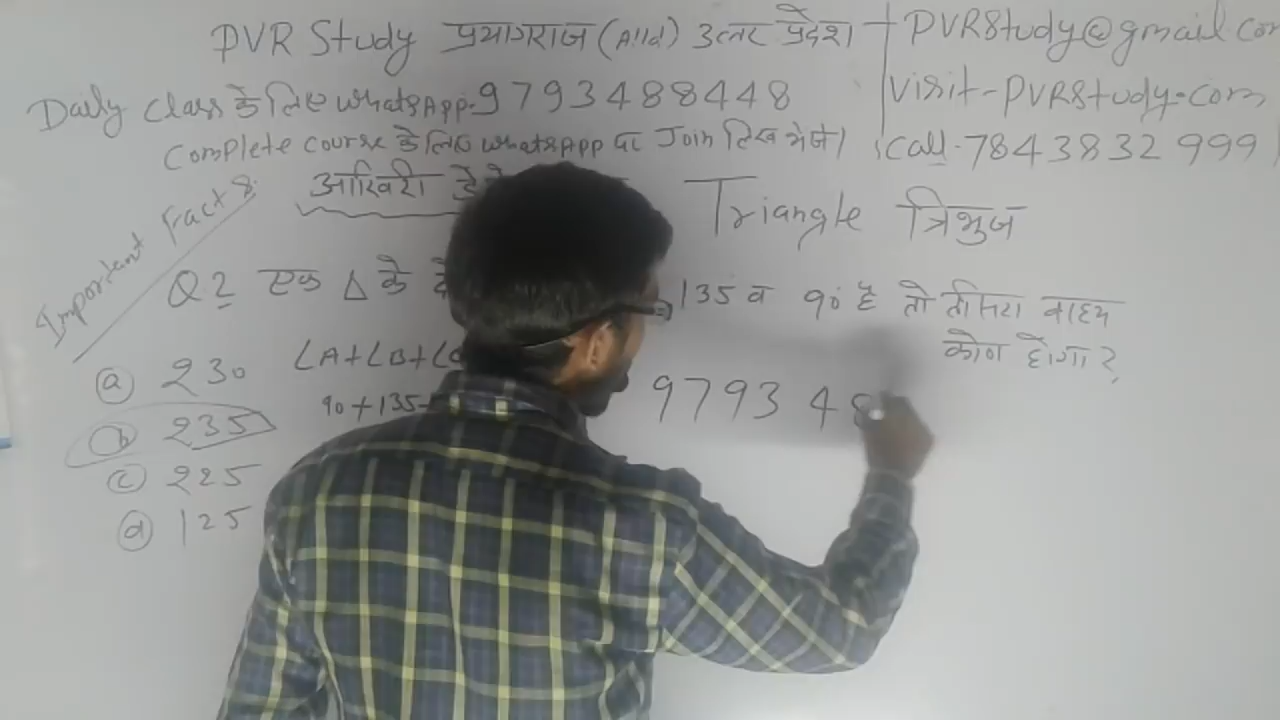 PVR Study प्रयागराज (Alld) उत्तर प्रदेश
PVRStudy@gmail.com
Daily Class के लिए WhatsApp-9793488448
Visit-PVRStudy.com
Complete course के लिए WhatsApp पर Join लिख भेजें।
Call-7843832999
Important Fact 8
आखिरी
Triangle त्रिभुज
Q2 एक Δ के
135 व 90 है तो तीसरा बाह्य
कोण होगा?
(a) 230
∠A+∠B+∠C
90+135
9793 48
(b) 235
(c) 225
(d) 125